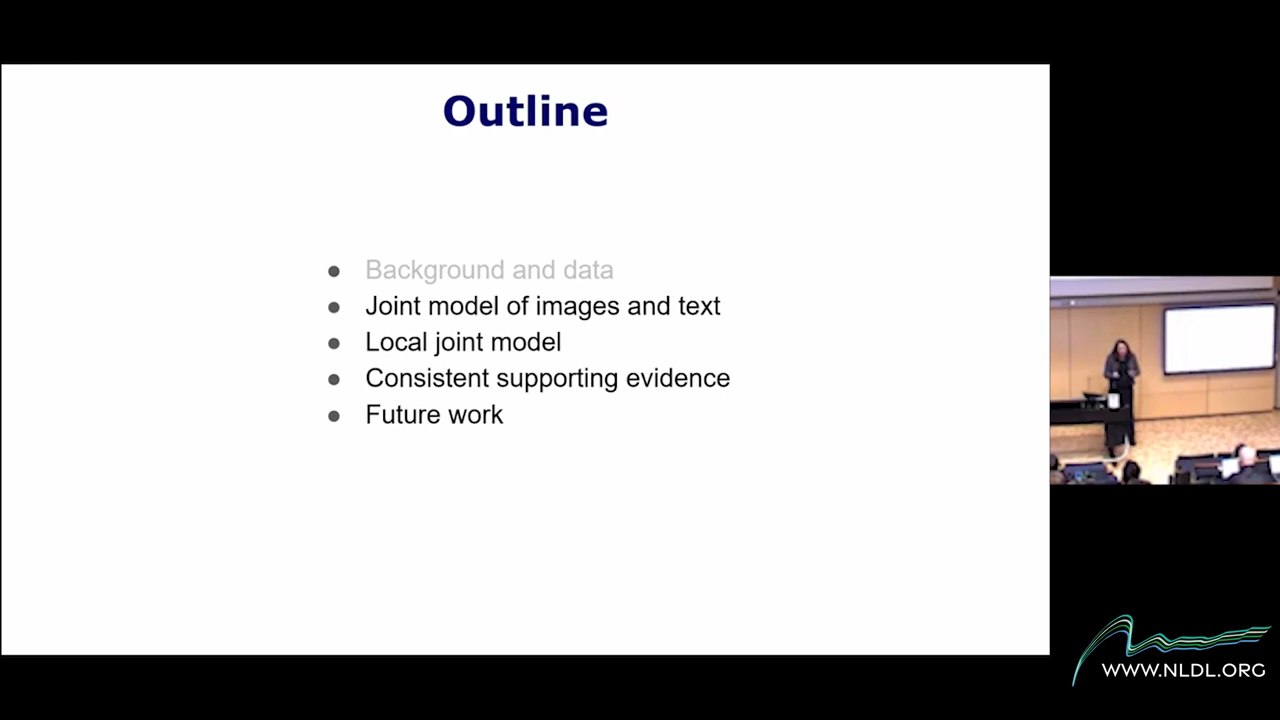 Outline
● Background and data
● Joint model of images and text
● Local joint model
● Consistent supporting evidence
● Future work
WWW.NLDL.ORG